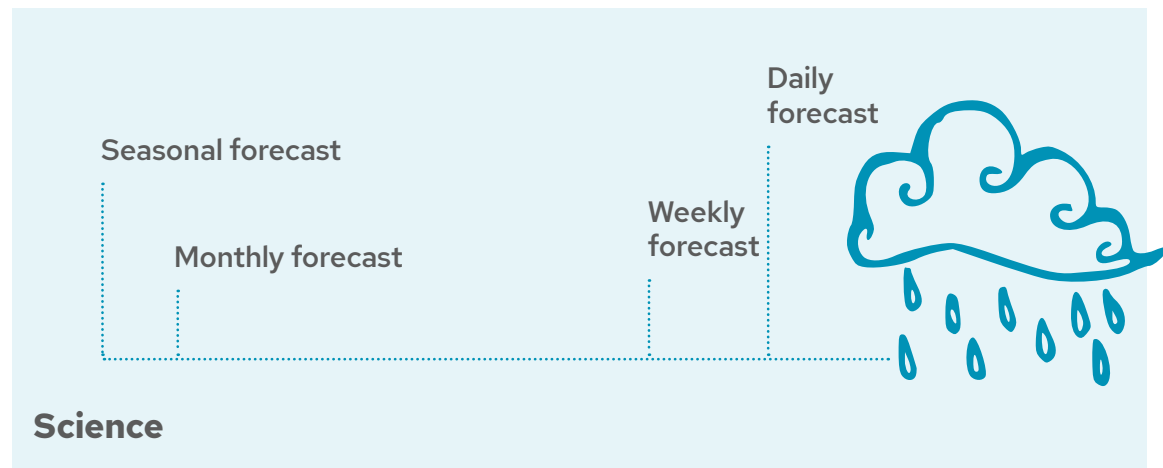 Seasonal forecast
Monthly forecast
Weekly
forecast
Daily
forecast
Science